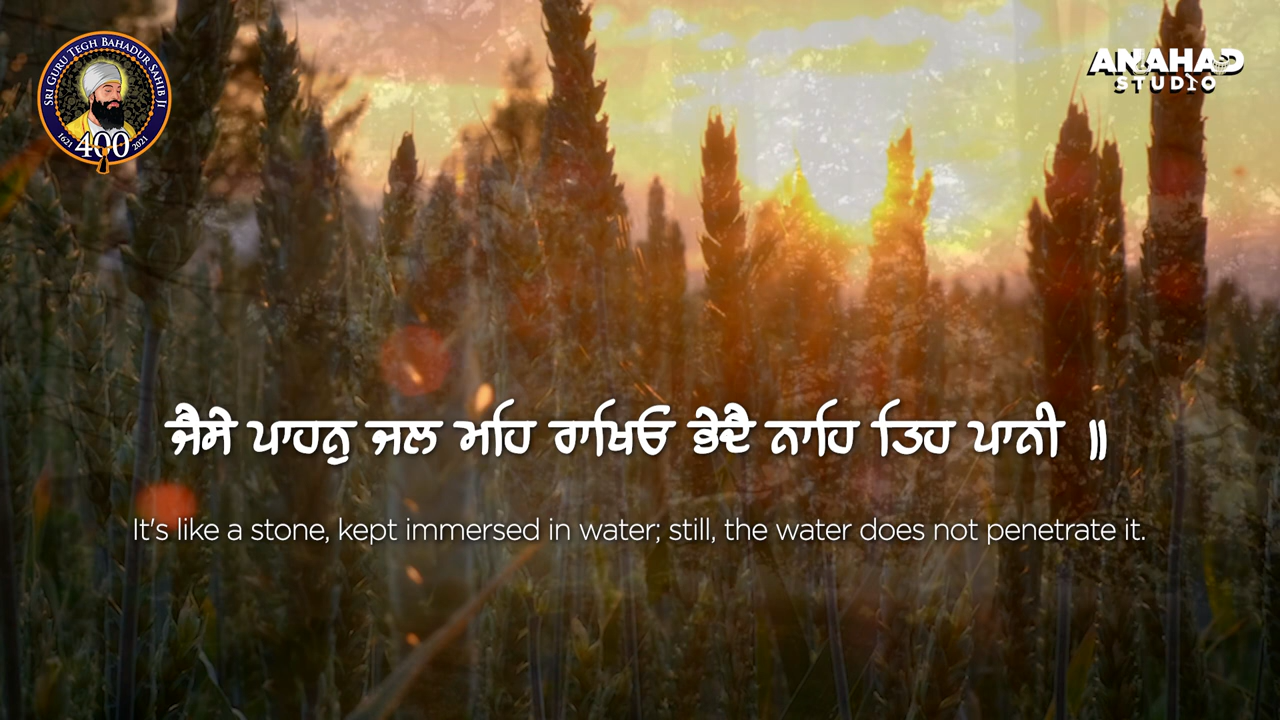 SRI GURU TEGH BAHADUR SAHIB JI
1621 400 2021
ANAHAD
STUDIO
ਜੈਸੇ ਪਾਹਨੁ ਜਲ ਮਹਿ ਰਾਖਿਓ ਭੇਦੈ ਨਾਹਿ ਤਿਹ ਪਾਨੀ ॥
It's like a stone, kept immersed in water; still, the water does not penetrate it.